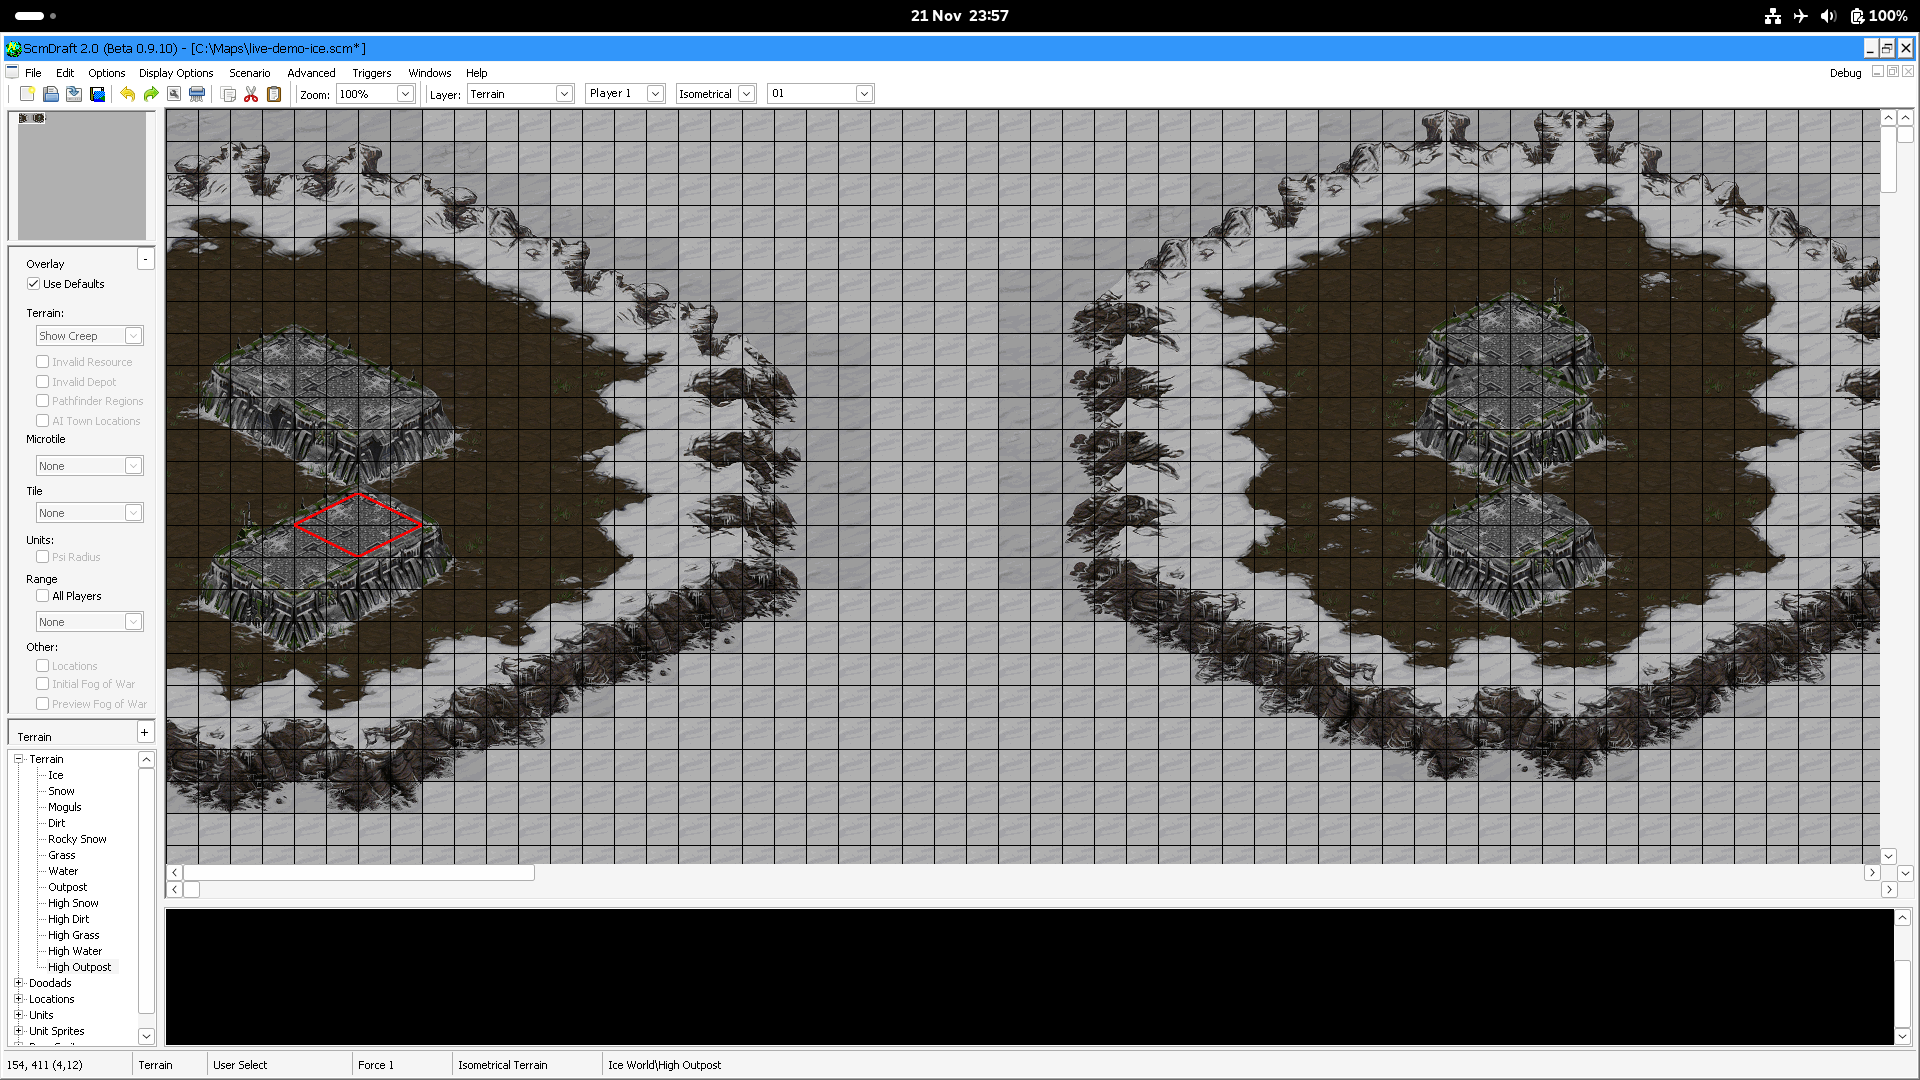 21 Nov 23:57
100%
ScmDraft 2.0 (Beta 0.9.10) - [C:\Maps\live-demo-ice.scm*]
File Edit Options Display Options Scenario Advanced Triggers Windows Help Debug
Zoom: 100% Layer: Terrain Player 1 Isometrical 01
Overlay
-
Use Defaults
Terrain:
Show Creep
Invalid Resource
Invalid Depot
Pathfinder Regions
AI Town Locations
Microtile
None
Tile
None
Units:
Psi Radius
Range
All Players
None
Other:
Locations
Initial Fog of War
Preview Fog of War
Terrain
+
Terrain
Ice
Snow
Moguls
Dirt
Rocky Snow
Grass
Water
Outpost
High Snow
High Dirt
High Grass
High Water
High Outpost
Doodads
Locations
Units
Unit Sprites
154, 411 (4,12) Terrain User Select Force 1 Isometrical Terrain Ice World\High Outpost